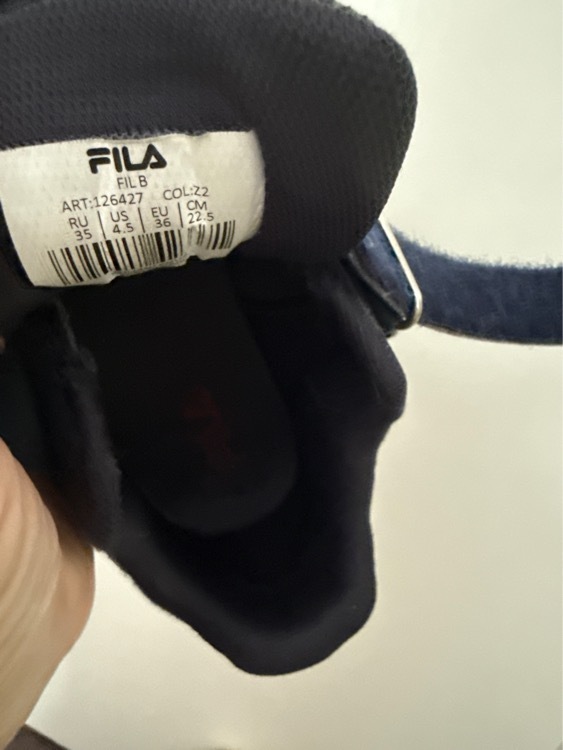 FILA
FIL B
ART:126427 COL:Z2
RU US EU CM
35 4.5 36 22.5